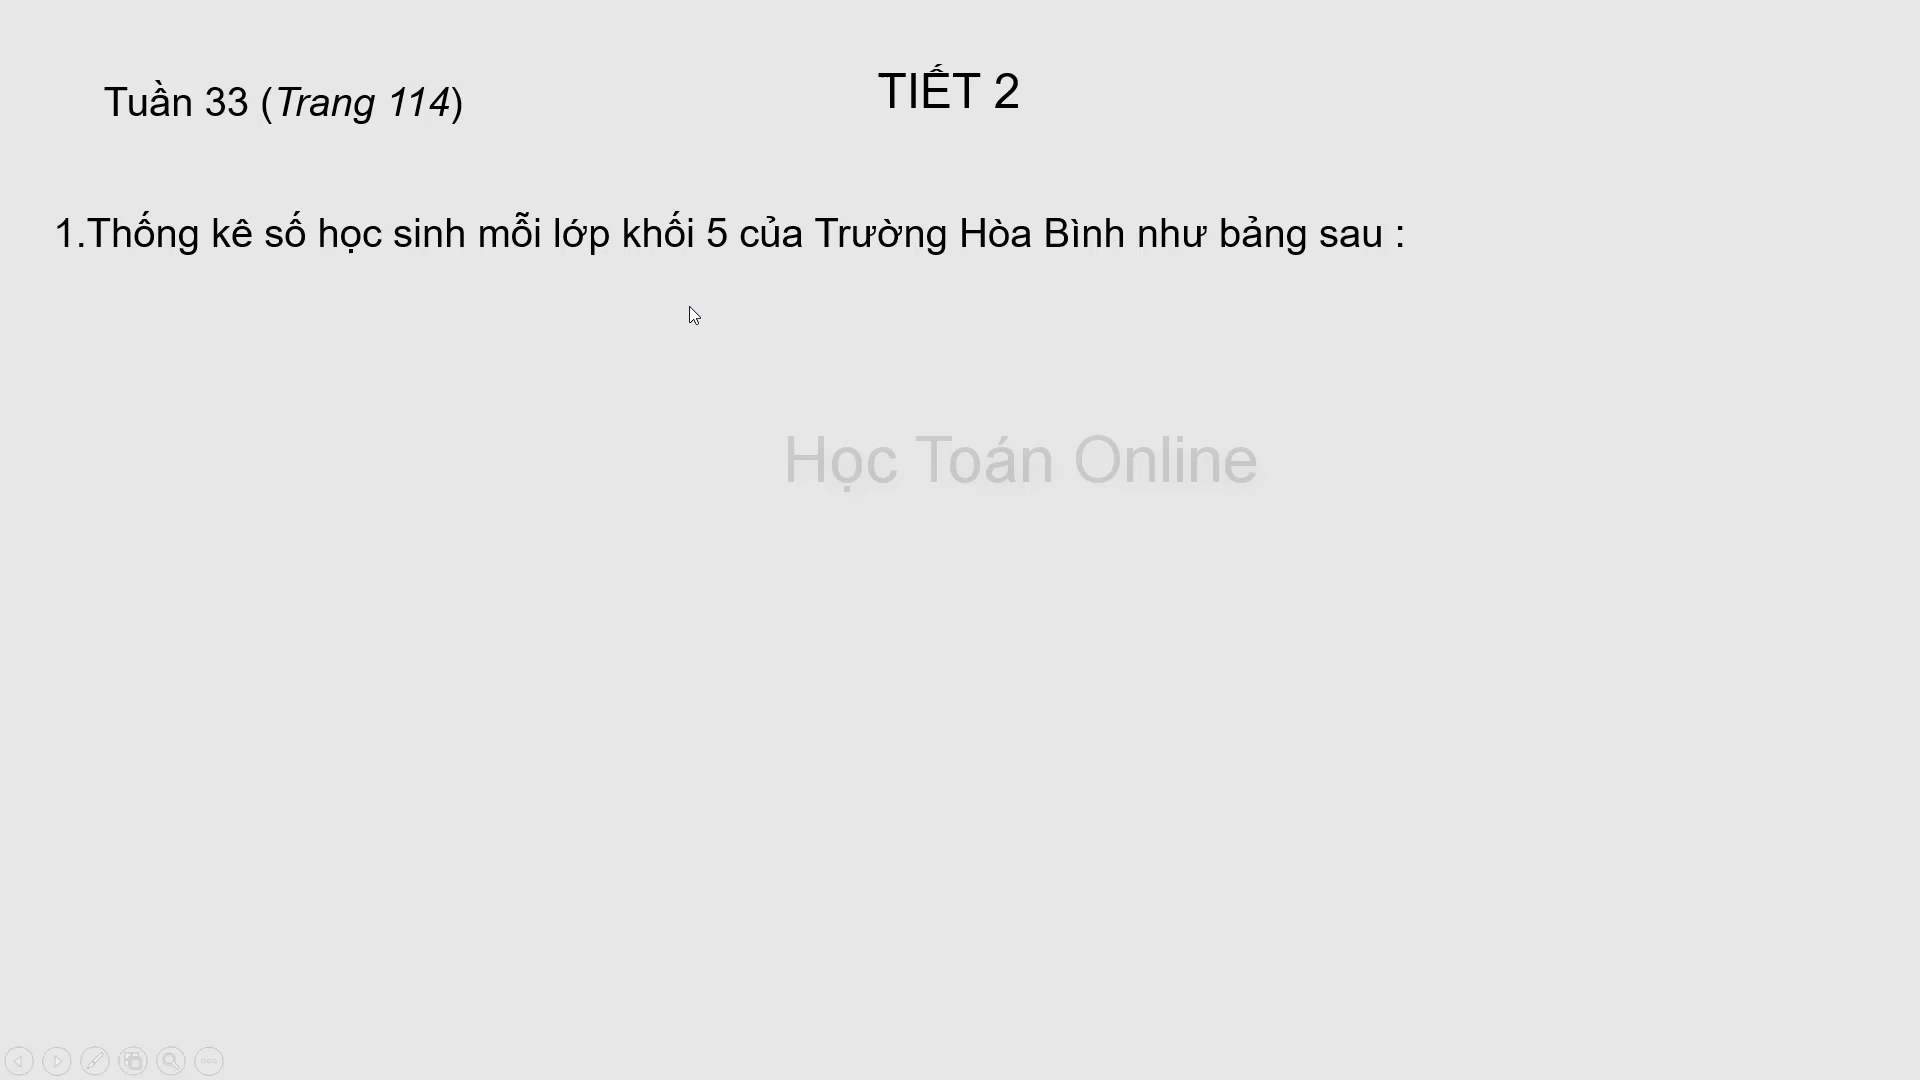 Tuần 33 (Trang 114)
TIẾT 2
1.Thống kê số học sinh mỗi lớp khối 5 của Trường Hòa Bình như bảng sau :
Học Toán Online